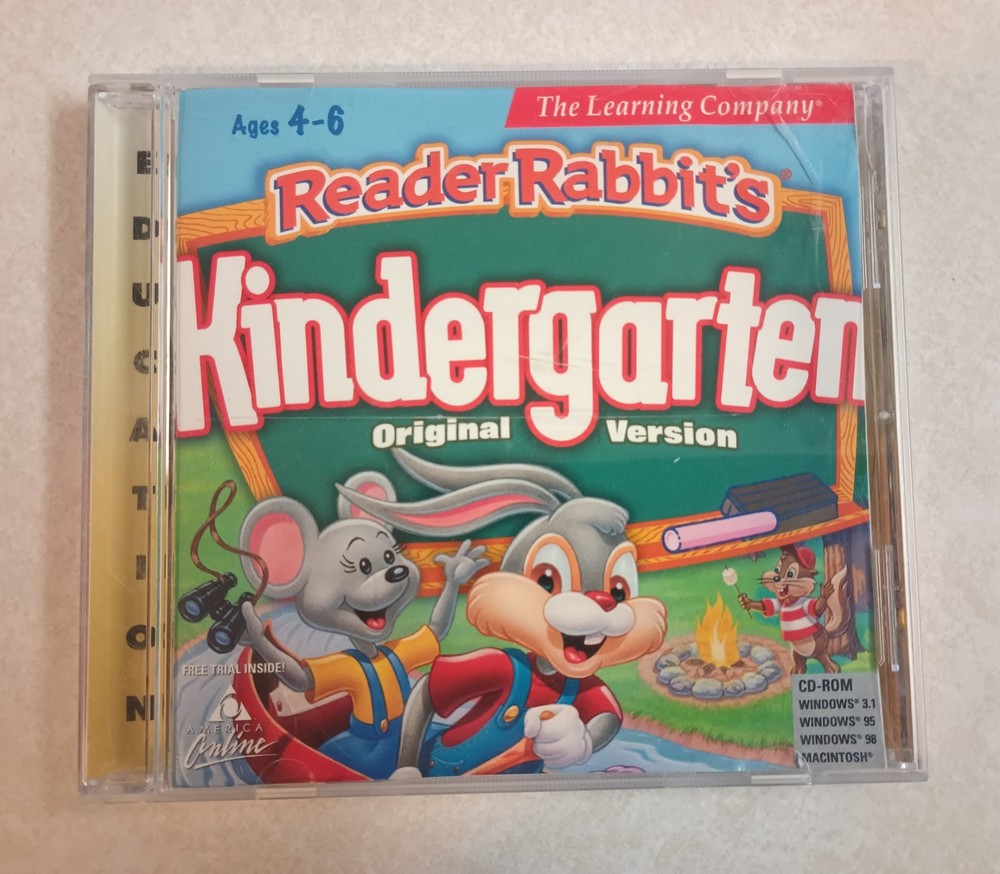 EDUCATION
Ages 4-6
The Learning Company®
Reader Rabbit's®
Kindergarten
Original Version
FREE TRIAL INSIDE!
AMERICA
Online
CD-ROM
WINDOWS® 3.1
WINDOWS® 95
WINDOWS® 98
MACINTOSH®